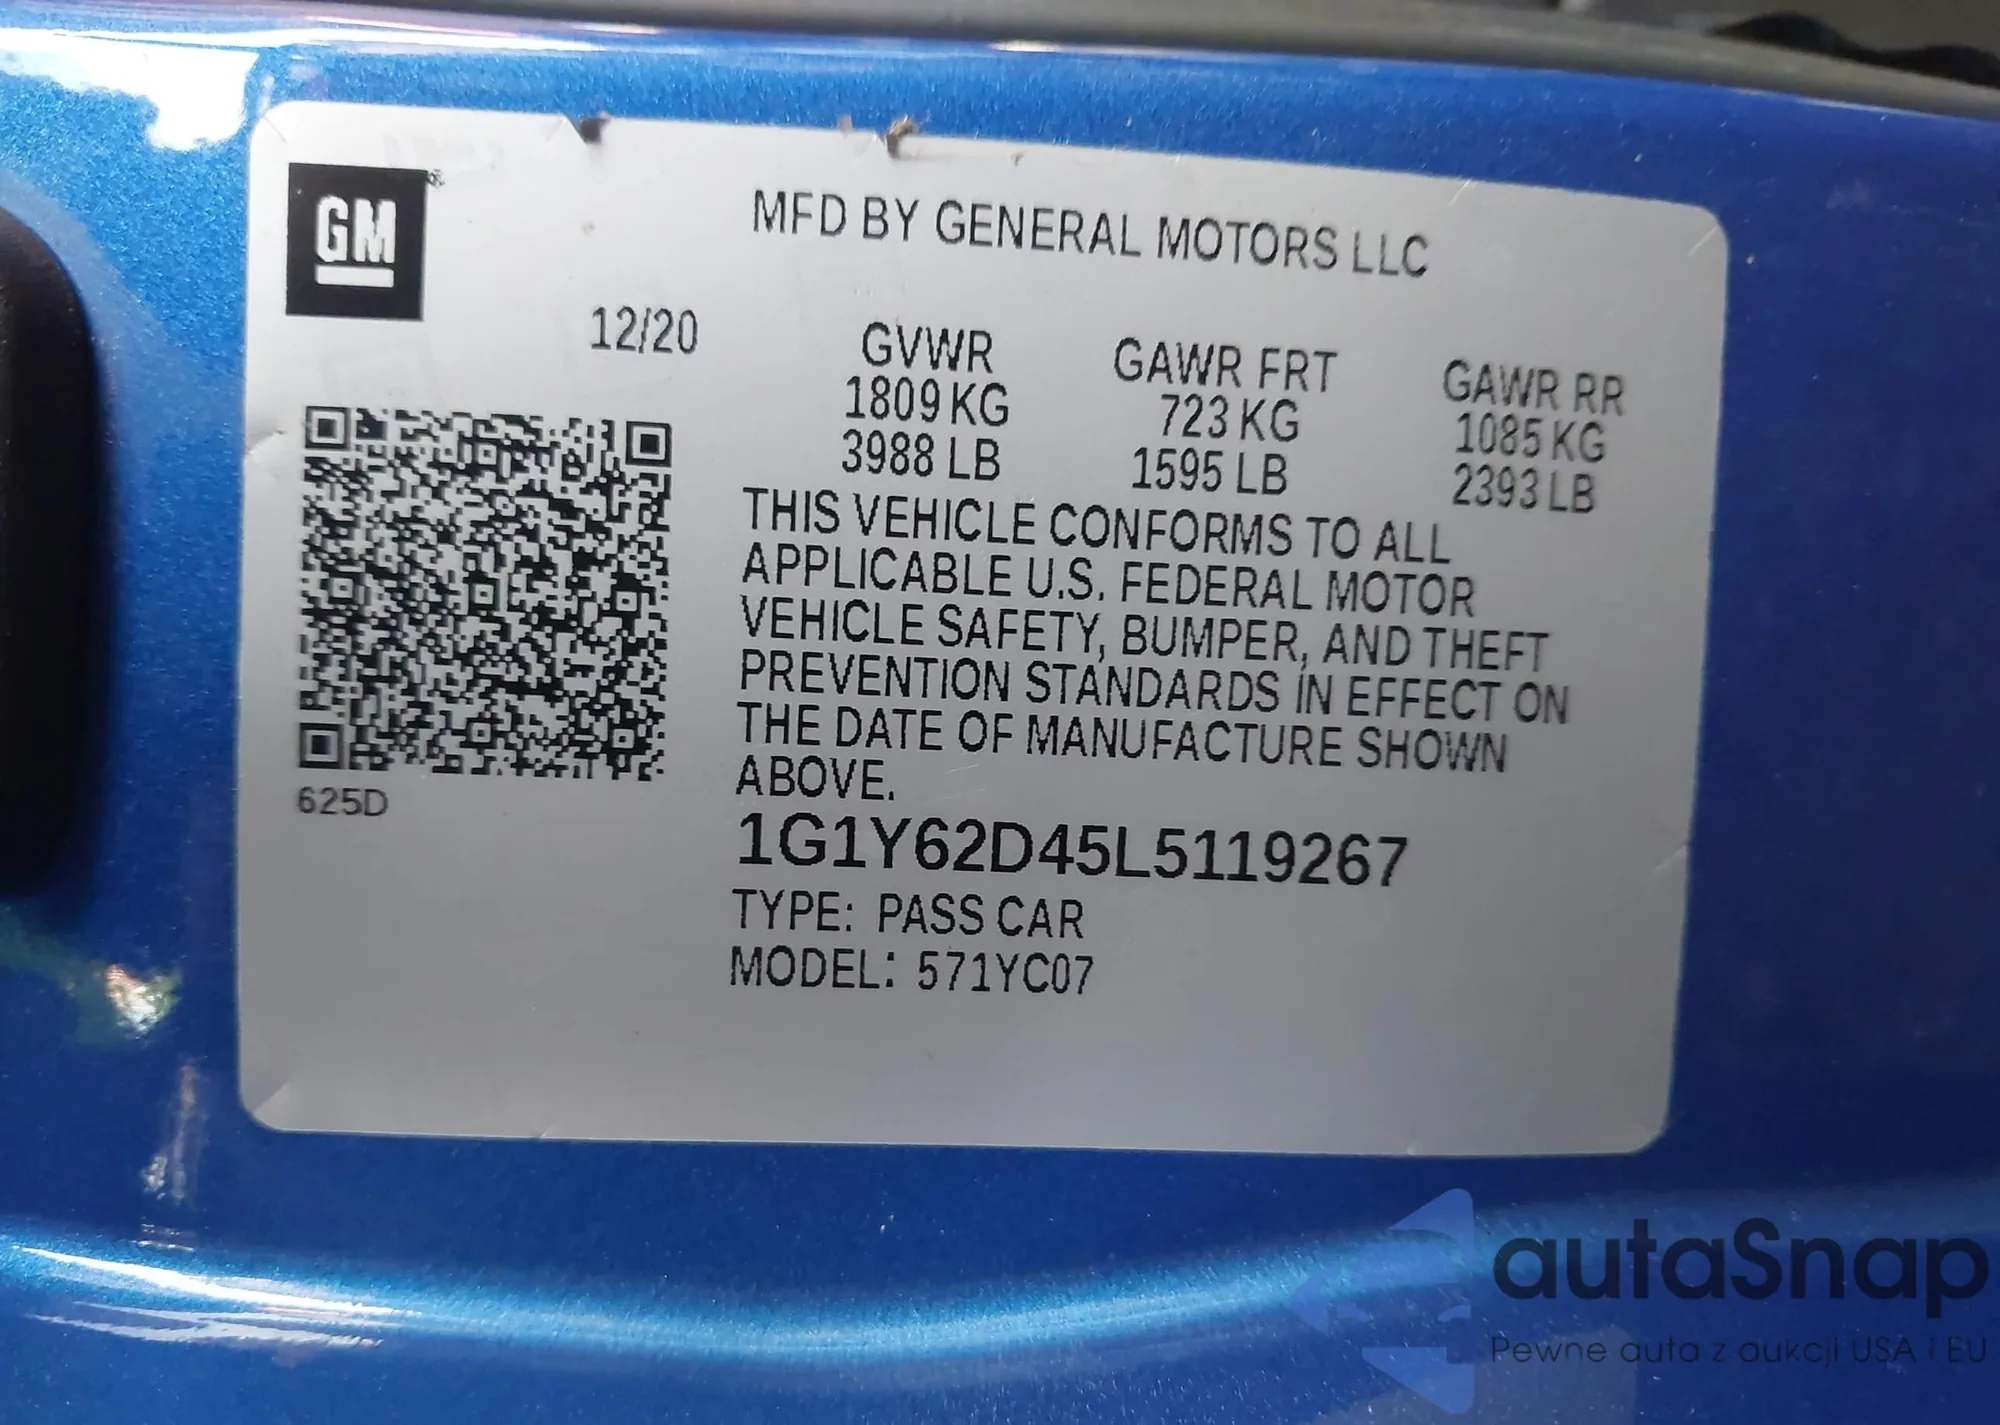 GM
MFD BY GENERAL MOTORS LLC
12/20
GVWR
1809 KG
3988 LB
GAWR FRT
723 KG
1595 LB
GAWR RR
1085 KG
2393 LB
THIS VEHICLE CONFORMS TO ALL
APPLICABLE U.S. FEDERAL MOTOR
VEHICLE SAFETY, BUMPER, AND THEFT
PREVENTION STANDARDS IN EFFECT ON
THE DATE OF MANUFACTURE SHOWN
ABOVE.
625D
1G1Y62D45L5119267
TYPE: PASS CAR
MODEL: 571YC07
autaSnap
Pewne auta z aukcji USA i EU